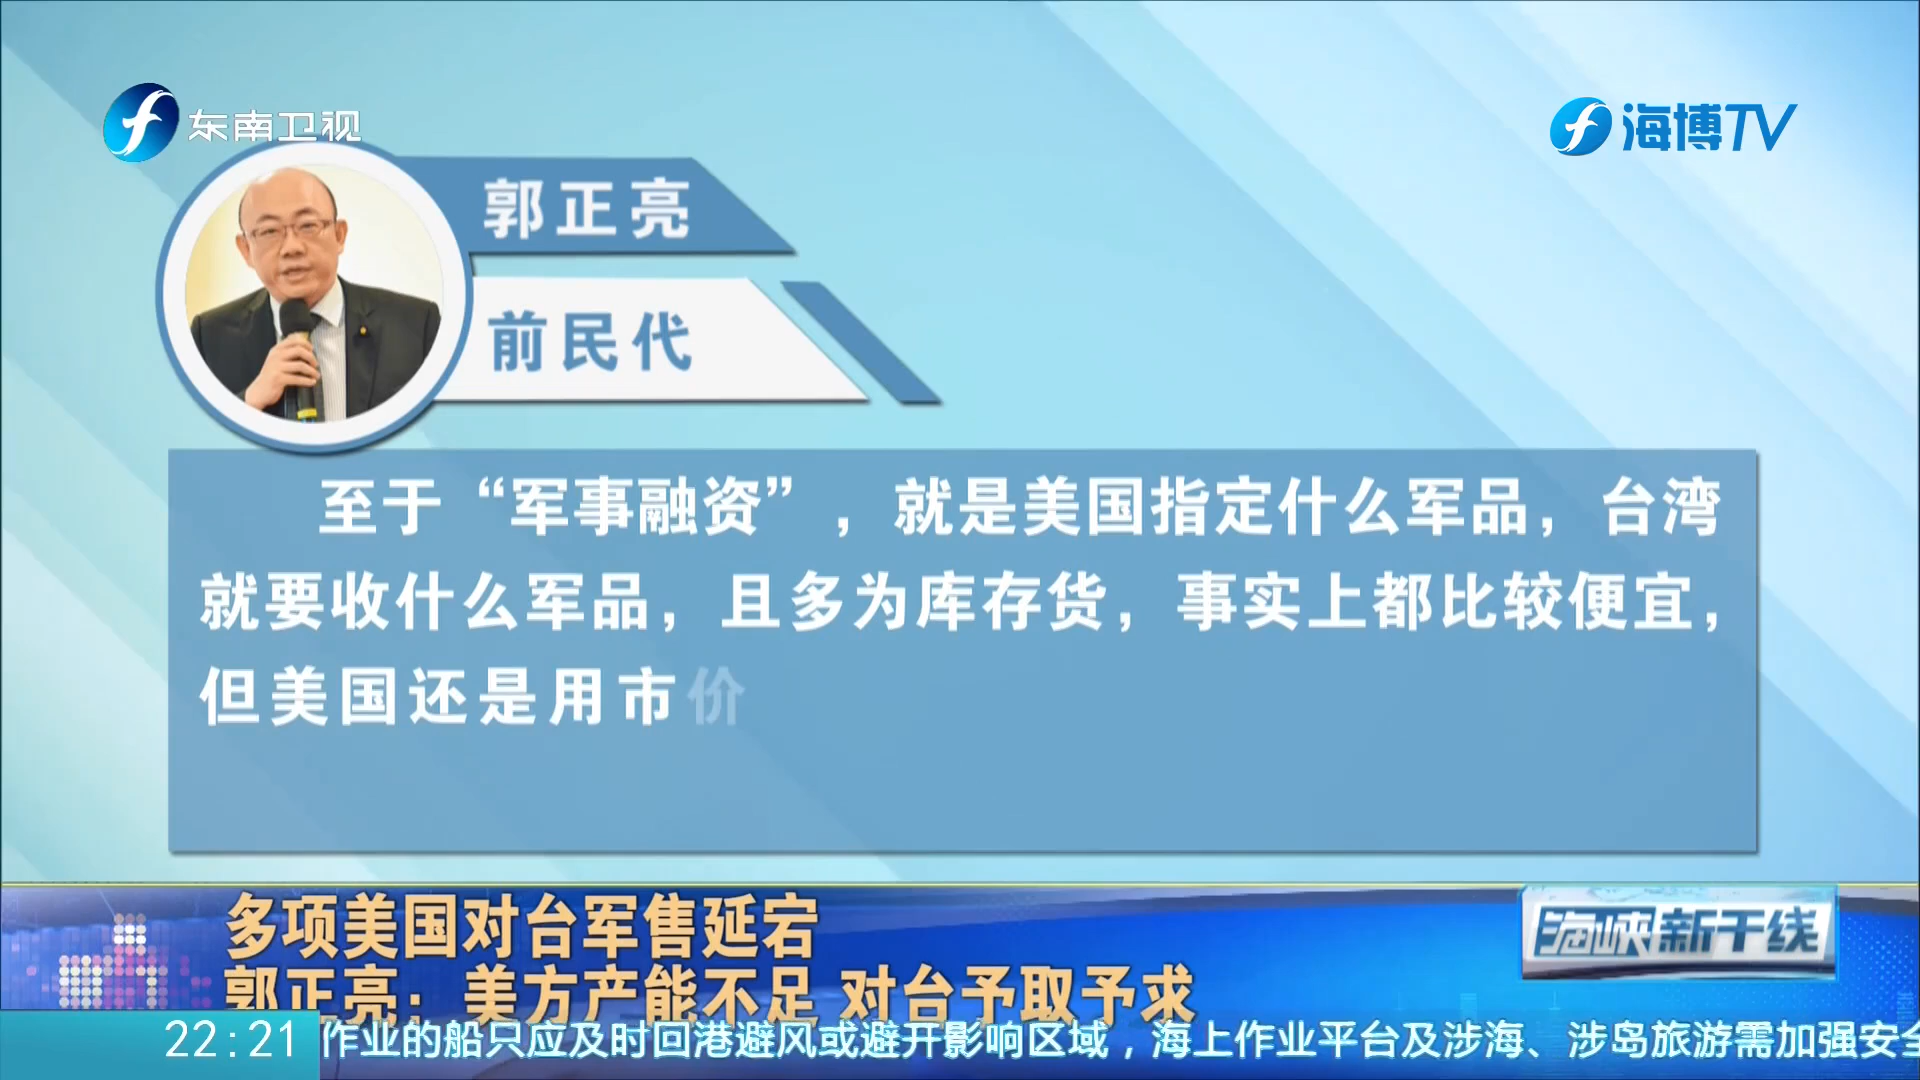 东南卫视
海博TV
郭正亮
前民代
至于“军事融资”，就是美国指定什么军品，台湾
就要收什么军品，且多为库存货，事实上都比较便宜，
但美国还是用市价
多项美国对台军售延宕
海峡新干线
郭正亮：美方产能不足 对台予取予求
22:21
作业的船只应及时回港避风或避开影响区域，海上作业平台及涉海、涉岛旅游需加强安全